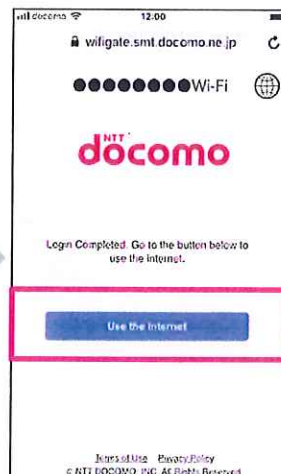 docomo 12:00
wifigate.smt.docomo.ne.jp
●●●●●●●●Wi-Fi
NTT
döcomo
Login Completed. Go to the button below to
use the internet.
Use the Internet
Terms of Use Privacy Policy
© NTT DOCOMO, INC. All Rights Reserved.